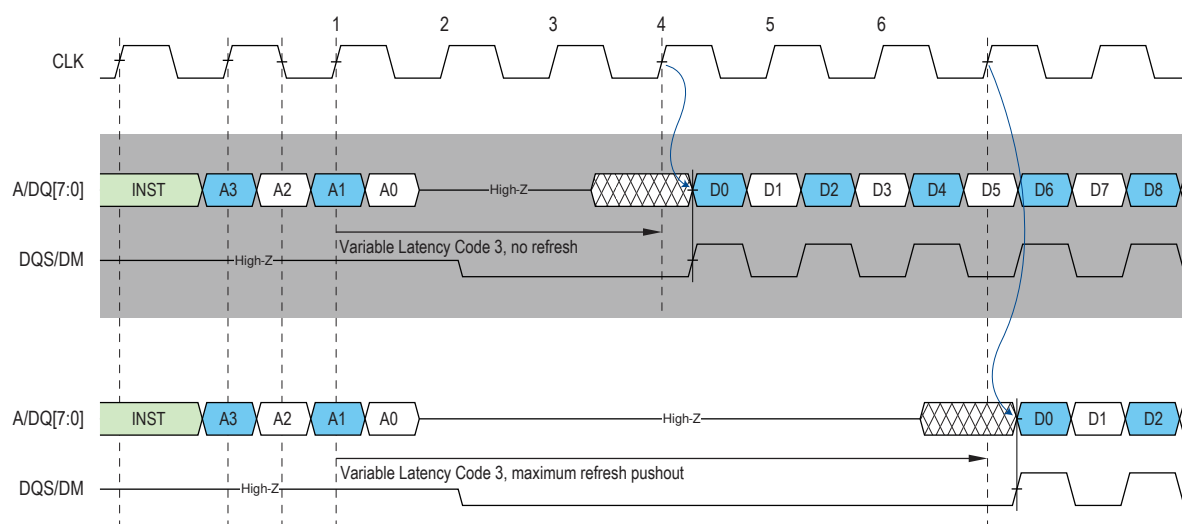 1 2 3 4 5 6
CLK
A/DQ[7:0] INST A3 A2 A1 A0 High-Z D0 D1 D2 D3 D4 D5 D6 D7 D8
Variable Latency Code 3, no refresh
DQS/DM High-Z
A/DQ[7:0] INST A3 A2 A1 A0 High-Z D0 D1 D2
Variable Latency Code 3, maximum refresh pushout
DQS/DM High-Z